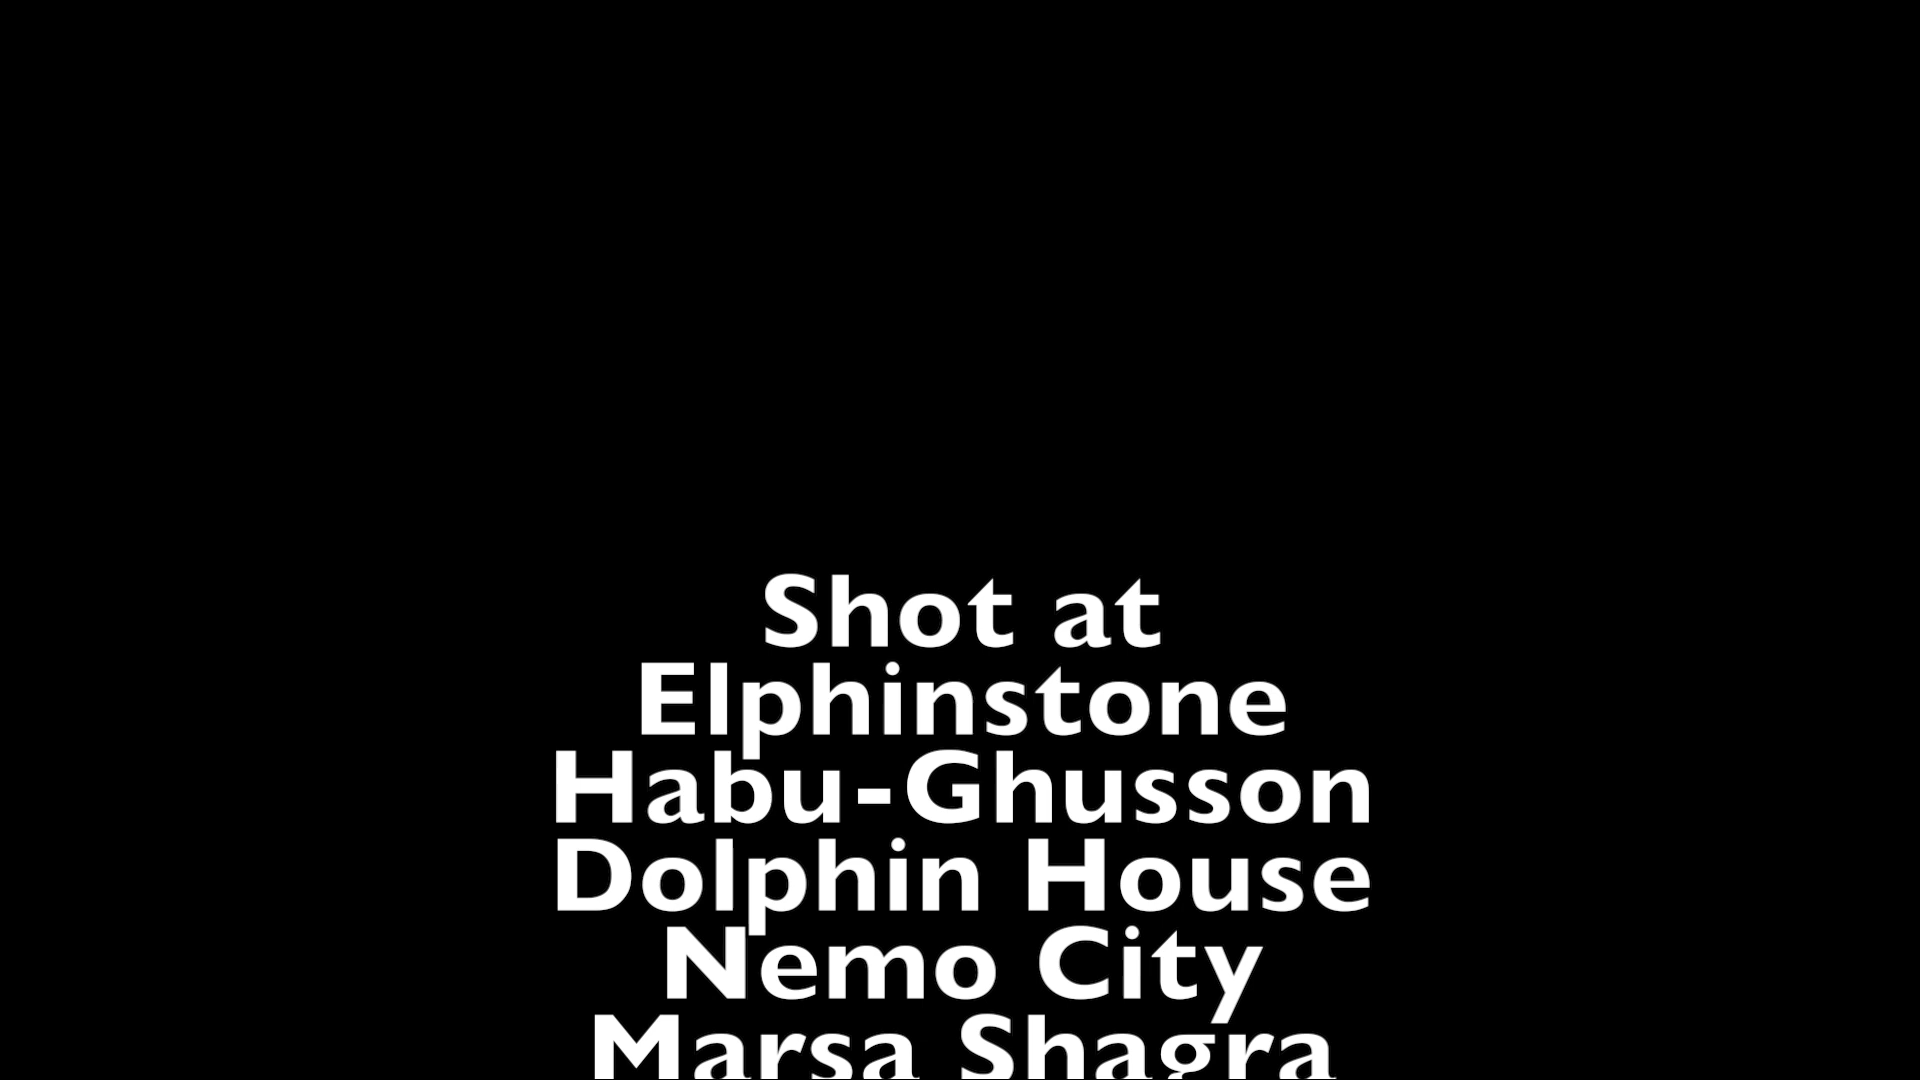 Shot at
Elphinstone
Habu-Ghusson
Dolphin House
Nemo City
Marsa Shagra